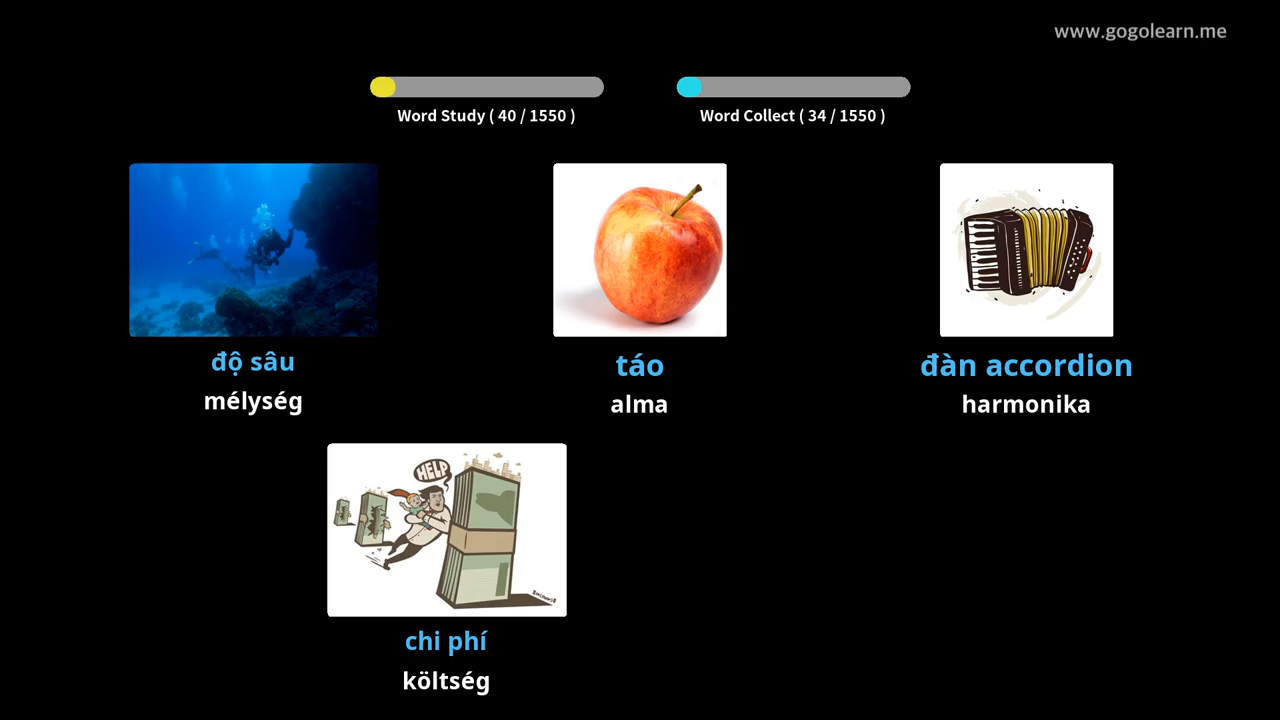 www.gogolearn.me
Word Study ( 40 / 1550 )
Word Collect ( 34 / 1550 )
độ sâu
mélység
táo
alma
đàn accordion
harmonika
HELP
chi phí
költség